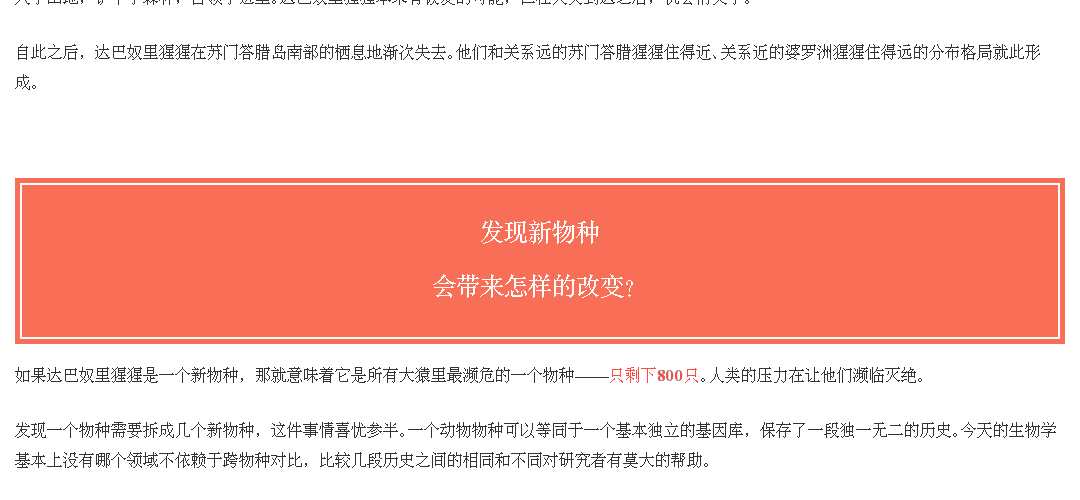 自此之后，达巴奴里猩猩在苏门答腊岛南部的栖息地渐次失去。他们和关系远的苏门答腊猩猩住得近、关系近的婆罗洲猩猩住得远的分布格局就此形
成。
发现新物种
会带来怎样的改变?
如果达巴奴里猩猩是一个新物种，那就意味着它是所有大猿里最濒危的一个物种——只剩下800只。人类的压力在让他们濒临灭绝。
发现一个物种需要拆成几个新物种，这件事情喜忧参半。一个动物物种可以等同于一个基本独立的基因库，保存了一段独一无二的历史。今天的生物学
基本上没有哪个领域不依赖于跨物种对比，比较几段历史之间的相同和不同对研究者有莫大的帮助。